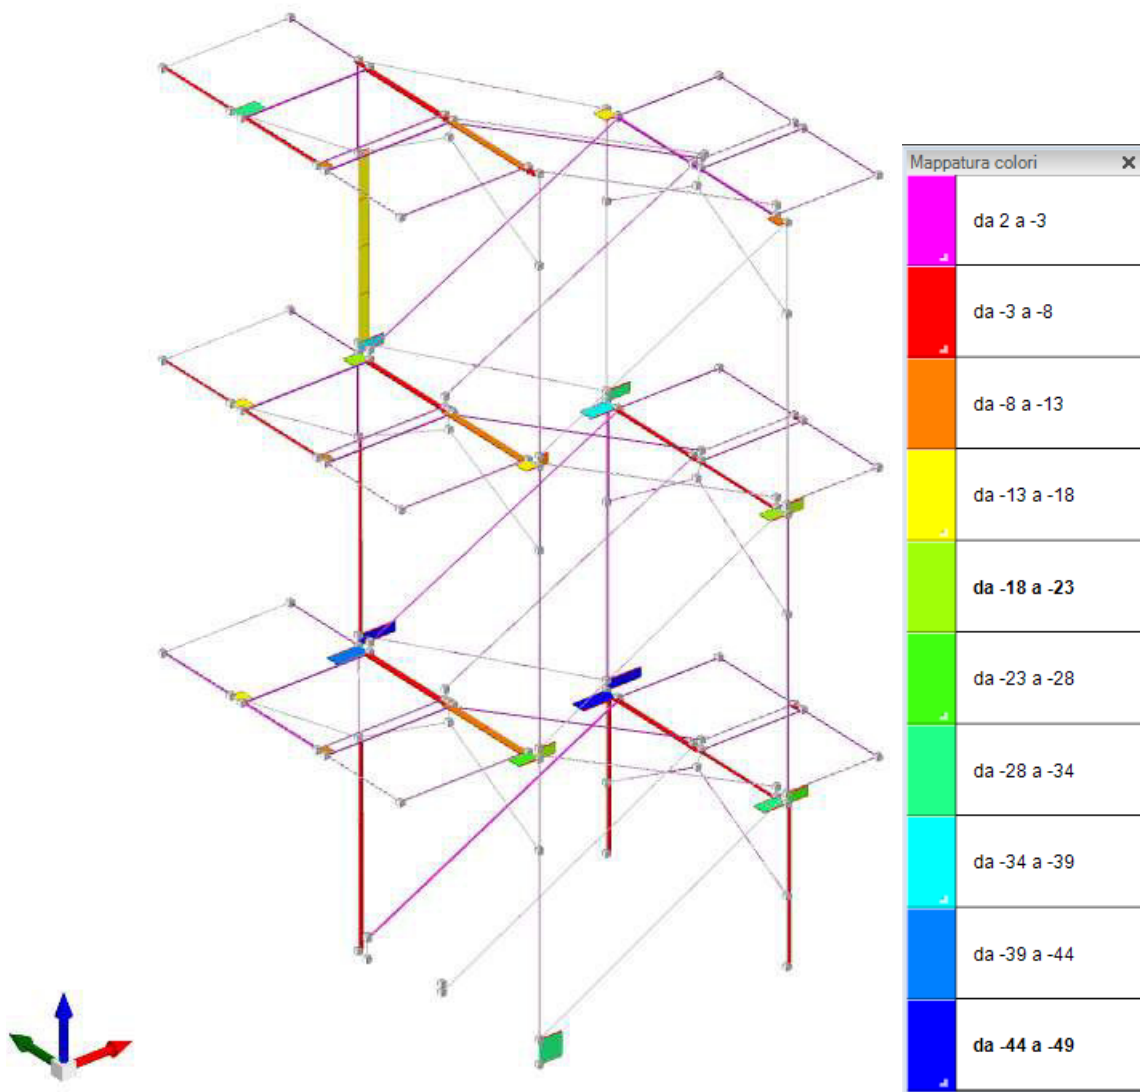 Mappatura colori
da 2 a -3
da -3 a -8
da -8 a -13
da -13 a -18
da -18 a -23
da -23 a -28
da -28 a -34
da -34 a -39
da -39 a -44
da -44 a -49